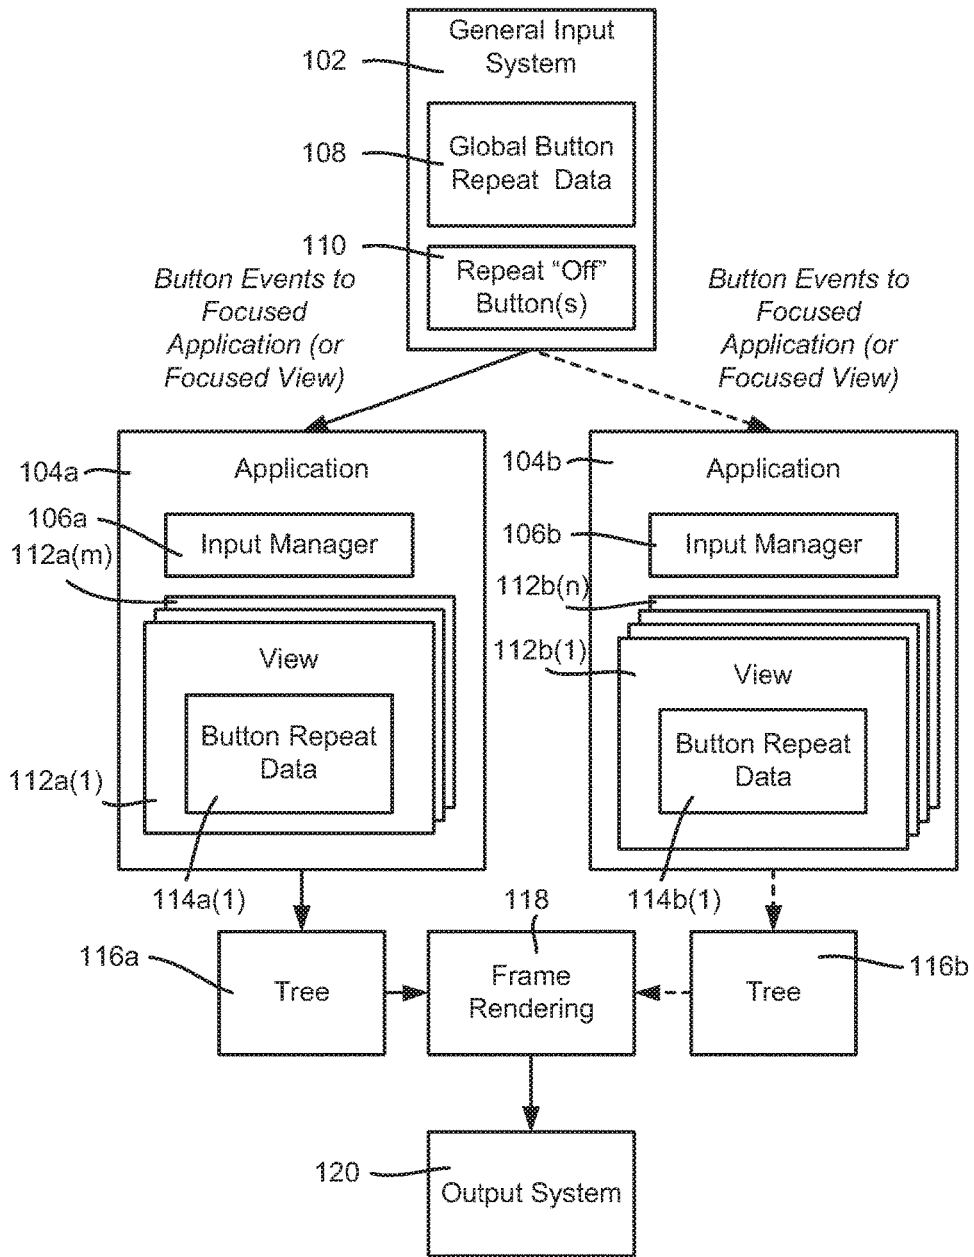 General Input
System
102
Global Button
Repeat Data
108
110
Repeat “Off”
Button(s)
Button Events to
Focused
Application (or
Focused View)
Button Events to
Focused
Application (or
Focused View)
104a
Application
106a
Input Manager
112a(m)
View
Button Repeat
Data
112a(1)
114a(1)
104b
Application
106b
Input Manager
112b(n)
112b(1)
View
Button Repeat
Data
114b(1)
116a
Tree
118
Frame
Rendering
116b
Tree
120
Output System